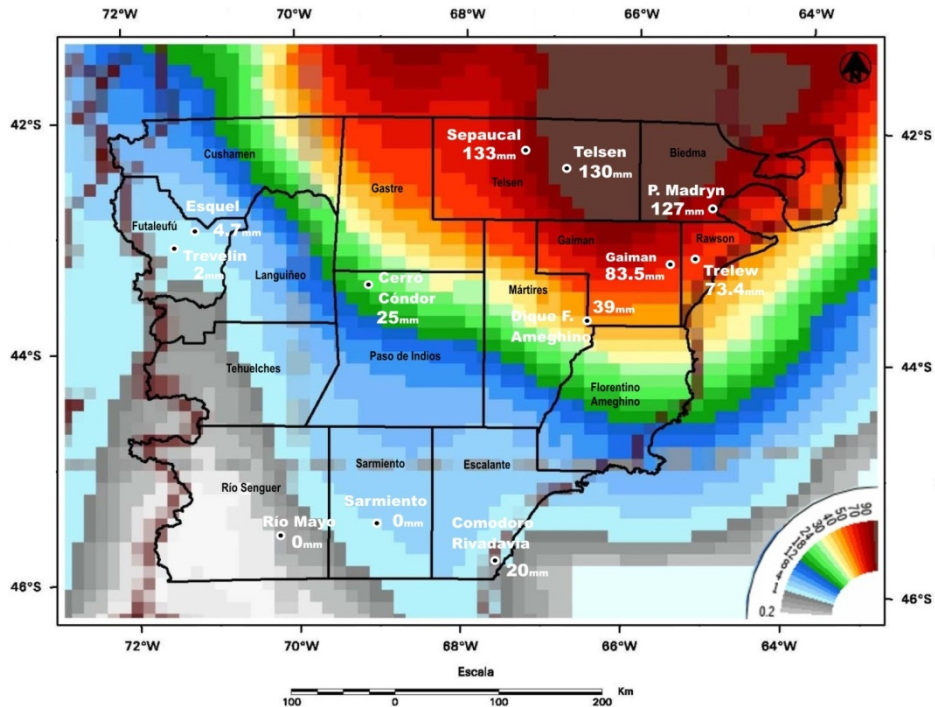 72°W 70°W 68°W 66°W 64°W
N
42°S 42°S
Cushamen
Sepaucal
133mm
Telsen
Telsen
130mm
Biedma
Gastre
P. Madryn
127mm
Esquel
4.7mm
Futaleufú
Trevelin
2mm
Languiñeo
Gaiman
Rawson
Gaiman
83.5mm
Trelew
73.4mm
Cerro
Cóndor
25mm
Mártires
39mm
Dique F.
Ameghino
44°S 44°S
Paso de Indios
Tehuelches
Florentino
Ameghino
Sarmiento
Escalante
Río Senguer
Sarmiento
0mm
Río Mayo
0mm
Comodoro
Rivadavia
20mm
0.2
46°S 46°S
72°W 70°W 68°W 66°W 64°W
Escala
100 0 100 200 Km